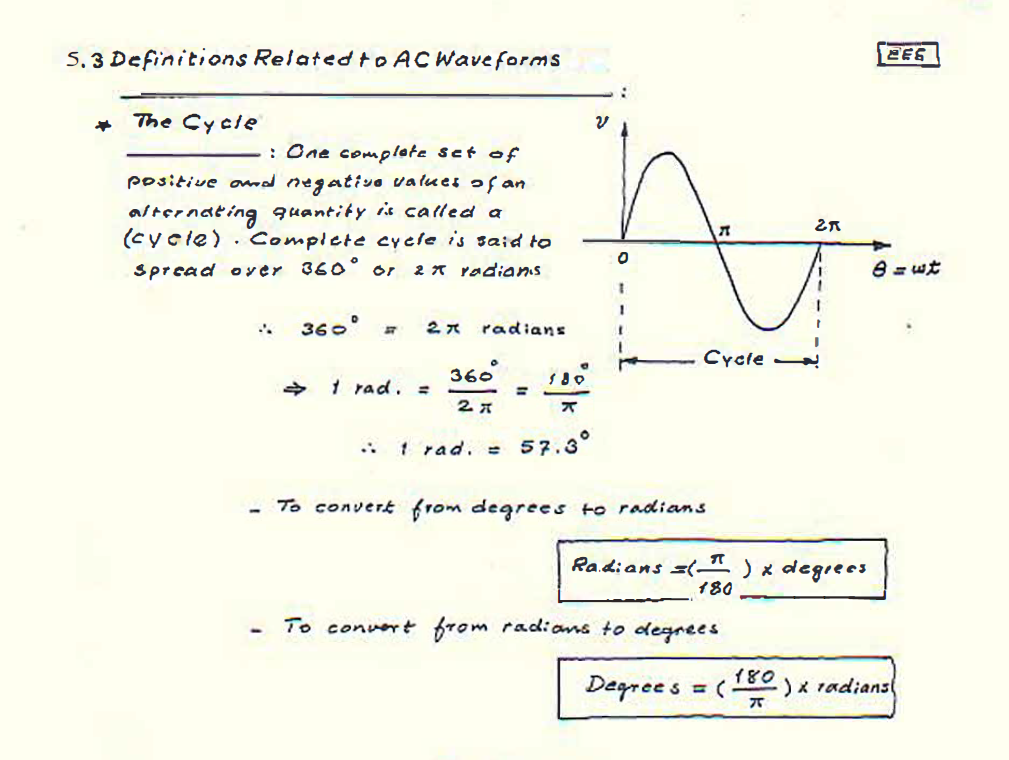 5.3 Definitions Related to AC Waveforms
EEE
:
* The Cycle
: One complete set of
positive and negative values of an
alternating quantity is called a
(cycle). Complete cycle is said to
spread over 360° or 2π radians
v
π
2π
0
θ = ωt
Cycle
∴ 360° = 2π radians
⇒ 1 rad. = 360°/2π = 180°/π
∴ 1 rad. = 57.3°
- To convert from degrees to radians
Radians = (π/180) x degrees
- To convert from radians to degrees
Degrees = (180/π) x radians